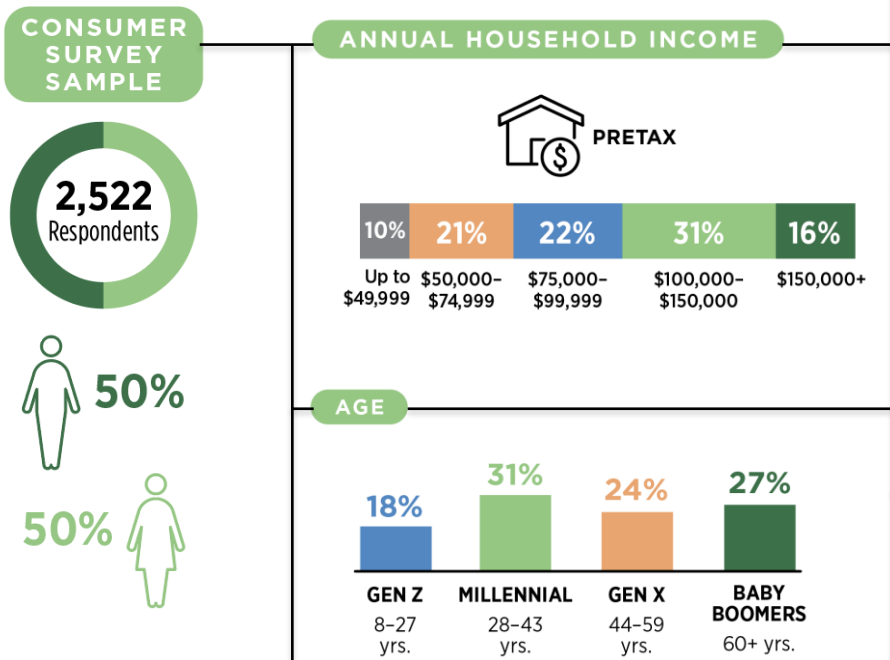 CONSUMER
SURVEY
SAMPLE
2,522
Respondents
50%
50%
ANNUAL HOUSEHOLD INCOME
$
PRETAX
10% 21% 22% 31% 16%
Up to $50,000– $75,000– $100,000– $150,000+
$49,999 $74,999 $99,999 $150,000
AGE
18% 31% 24% 27%
GEN Z MILLENNIAL GEN X BABY
BOOMERS
8–27 28–43 44–59 60+ yrs.
yrs. yrs. yrs.